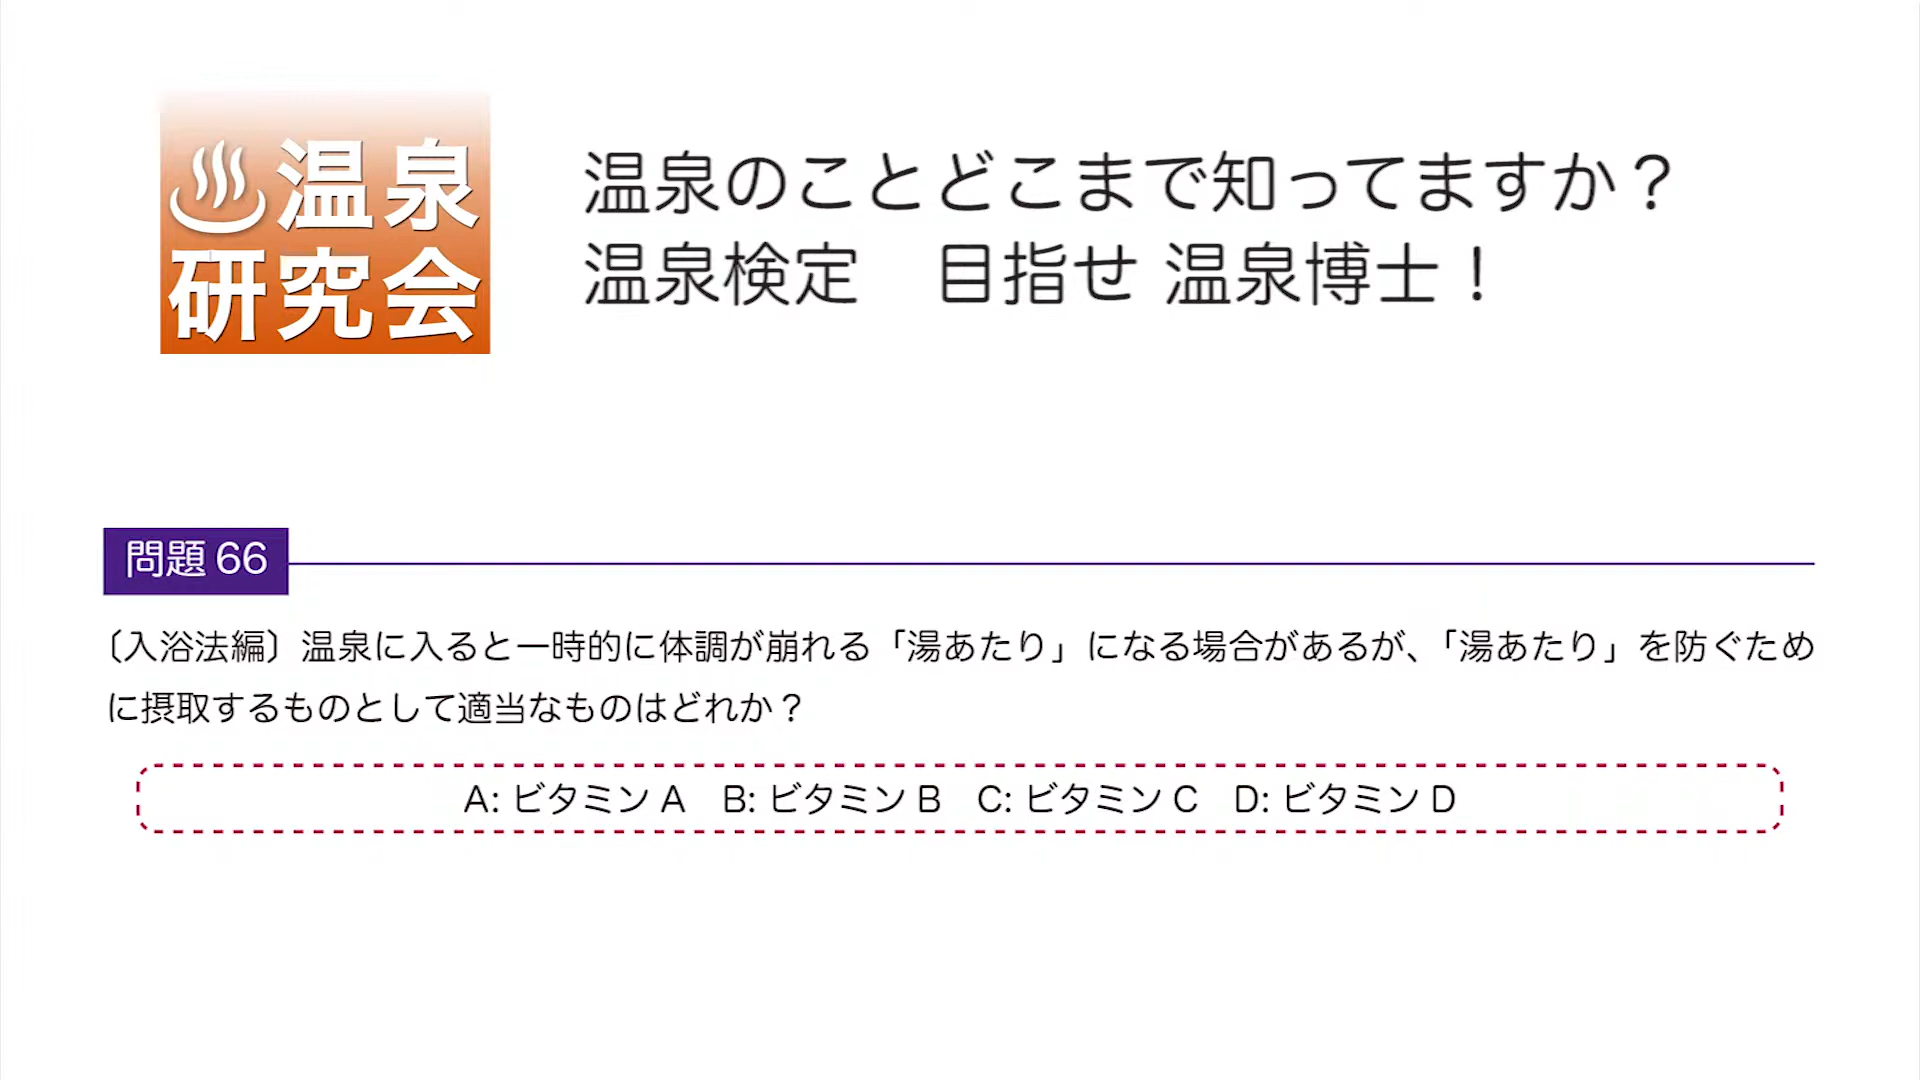 温泉
研究会
温泉のことどこまで知ってますか？
温泉検定　目指せ 温泉博士！
問題 66
〔入浴法編〕温泉に入ると一時的に体調が崩れる「湯あたり」になる場合があるが、「湯あたり」を防ぐため
に摂取するものとして適当なものはどれか？
A: ビタミン A　B: ビタミン B　C: ビタミン C　D: ビタミン D